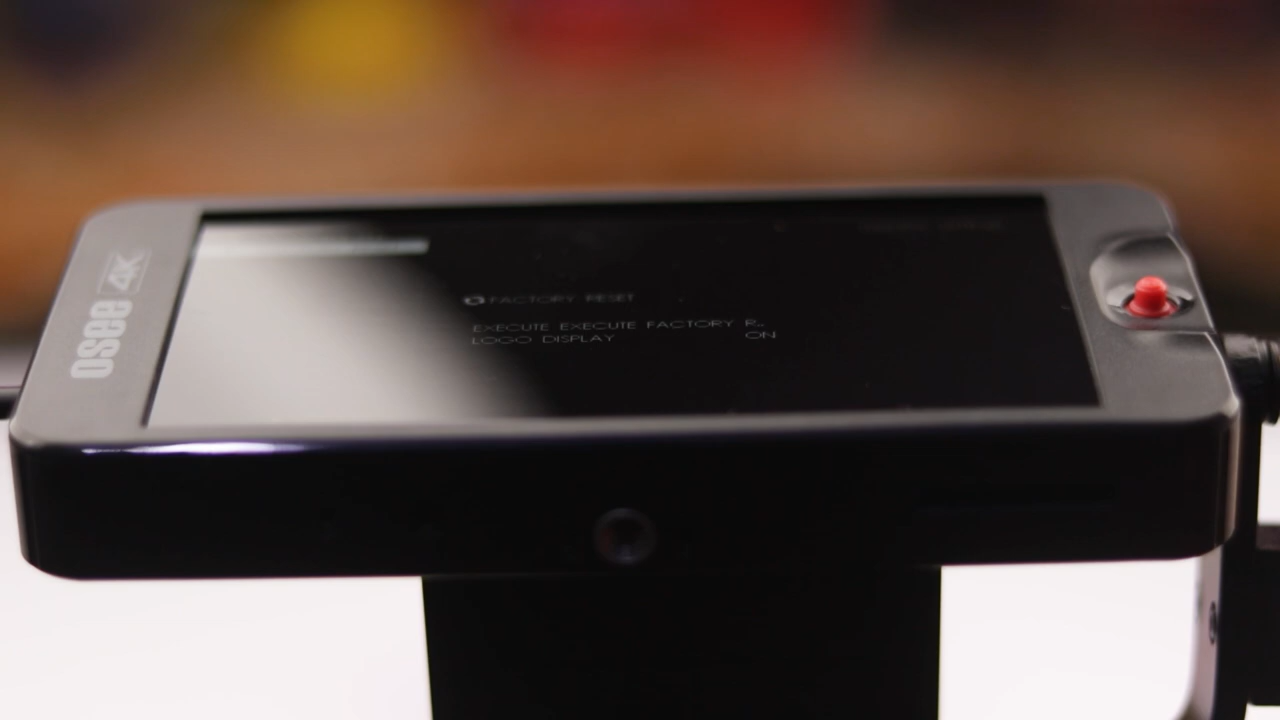 osee 4K
FACTORY RESET
EXECUTE EXECUTE FACTORY R..
LOGO DISPLAY ON